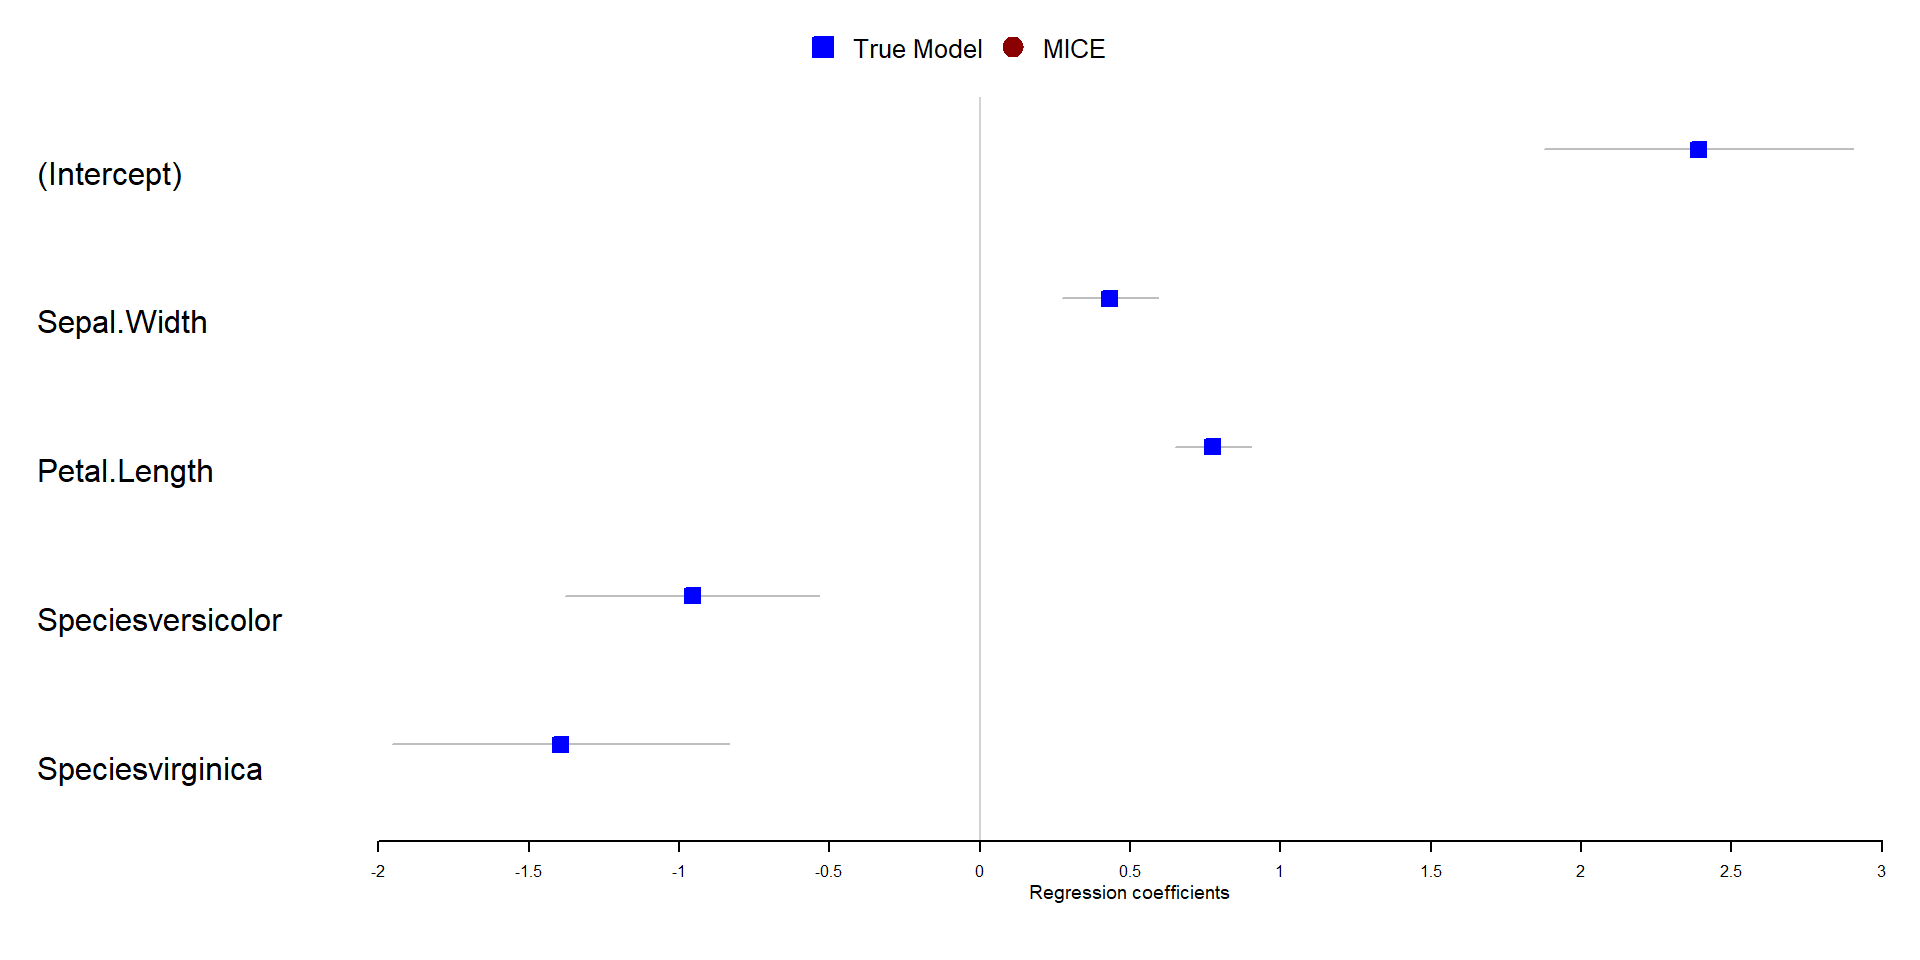 True Model MICE
(Intercept)
Sepal.Width
Petal.Length
Speciesversicolor
Speciesvirginica
-2 -1.5 -1 -0.5 0 0.5 1 1.5 2 2.5 3
Regression coefficients